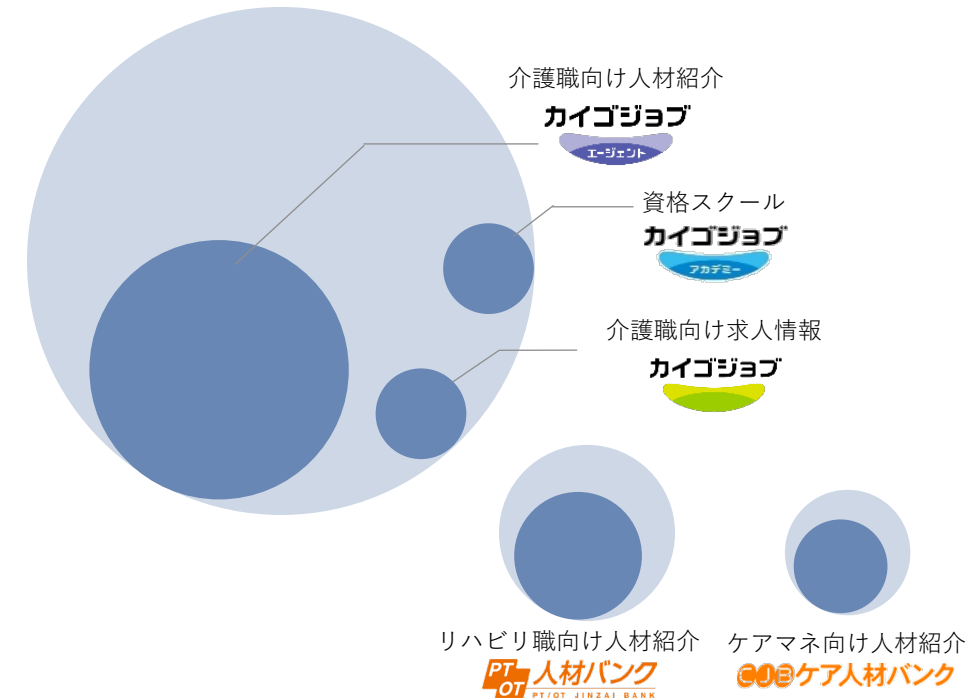 介護職向け人材紹介
カイゴジョブ
エージェント
資格スクール
カイゴジョブ
アカデミー
介護職向け求人情報
カイゴジョブ
リハビリ職向け人材紹介
PT
OT
人材バンク
PT/OT JINZAI BANK
ケアマネ向け人材紹介
CJBケア人材バンク